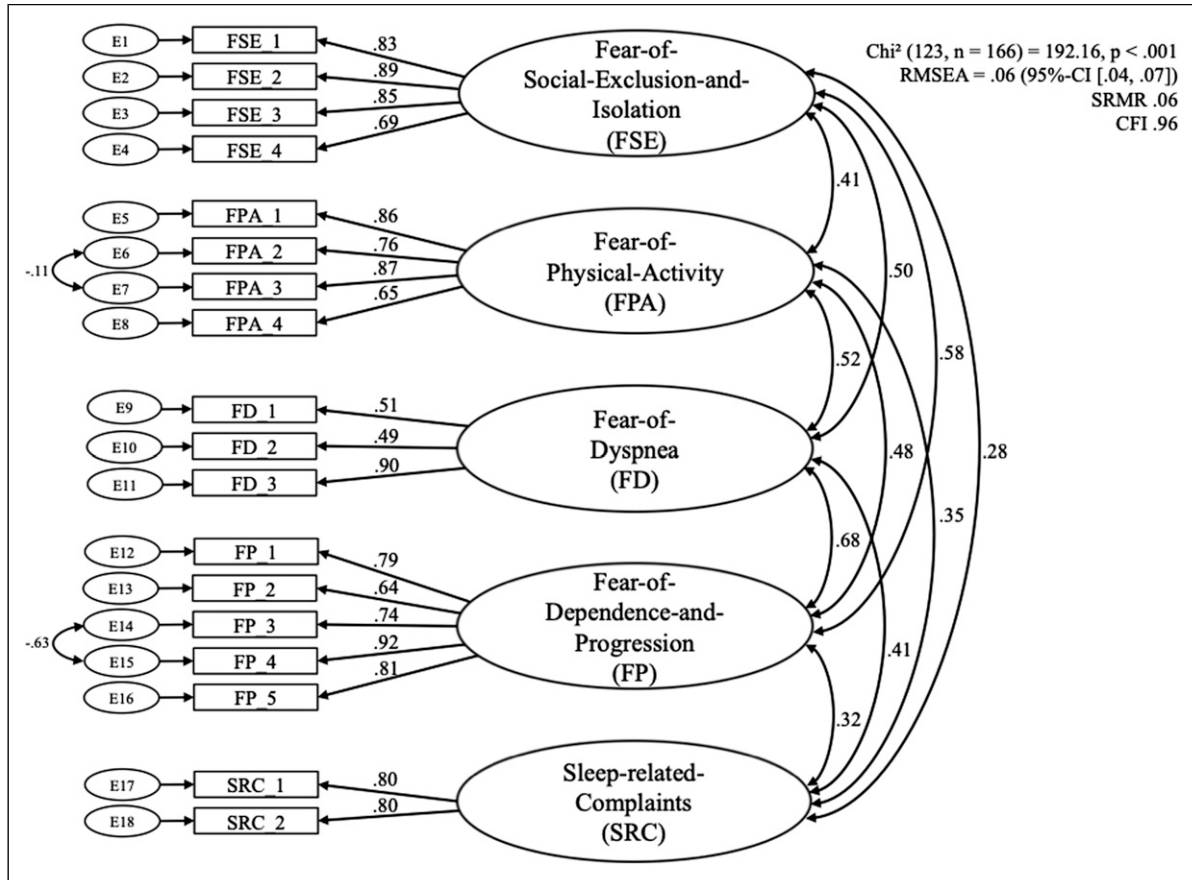 Chi² (123, n = 166) = 192.16, p < .001
RMSEA = .06 (95%-CI [.04, .07])
SRMR .06
CFI .96
E1
FSE_1
.83
E2
FSE_2
.89
E3
FSE_3
.85
E4
FSE_4
.69
Fear-of-
Social-Exclusion-and-
Isolation
(FSE)
E5
FPA_1
.86
E6
FPA_2
.76
E7
FPA_3
.87
E8
FPA_4
.65
-.11
Fear-of-
Physical-Activity
(FPA)
E9
FD_1
.51
E10
FD_2
.49
E11
FD_3
.90
Fear-of-
Dyspnea
(FD)
E12
FP_1
.79
E13
FP_2
.64
E14
FP_3
.74
E15
FP_4
.92
E16
FP_5
.81
-.63
Fear-of-
Dependence-and-
Progression
(FP)
E17
SRC_1
.80
E18
SRC_2
.80
Sleep-related-
Complaints
(SRC)
.41
.50
.58
.52
.48
.28
.35
.68
.41
.32